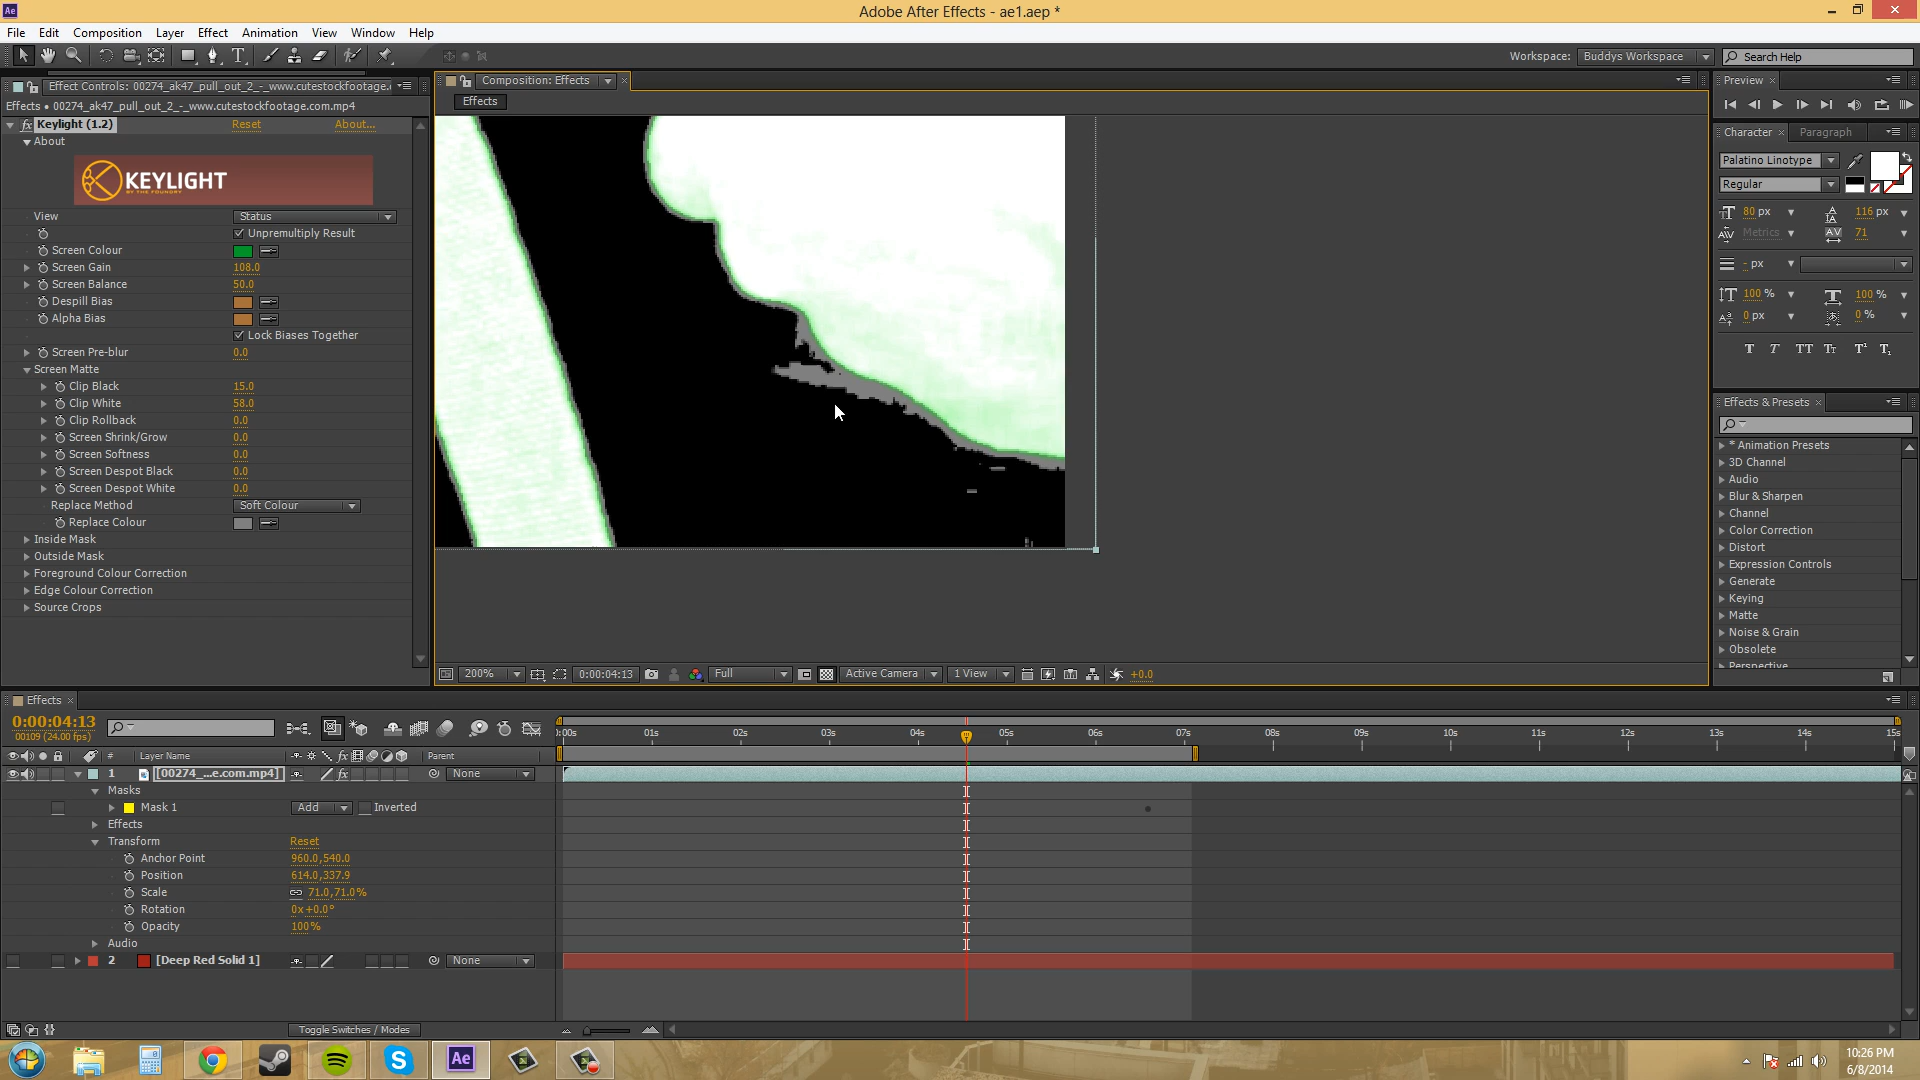 Adobe After Effects - ae1.aep *
File Edit Composition Layer Effect Animation View Window Help
Workspace: Buddys Workspace Search Help
Effect Controls: 00274_ak47_pull_out_2_-_www.cutestockfootage.
Effects • 00274_ak47_pull_out_2_-_www.cutestockfootage.com.mp4
fx Keylight (1.2) Reset About...
About
KEYLIGHT
BY THE FOUNDRY
View Status
Unpremultiply Result
Screen Colour
Screen Gain 108.0
Screen Balance 50.0
Despill Bias
Alpha Bias
Lock Biases Together
Screen Pre-blur 0.0
Screen Matte
Clip Black 15.0
Clip White 58.0
Clip Rollback 0.0
Screen Shrink/Grow 0.0
Screen Softness 0.0
Screen Despot Black 0.0
Screen Despot White 0.0
Replace Method Soft Colour
Replace Colour
Inside Mask
Outside Mask
Foreground Colour Correction
Edge Colour Correction
Source Crops
Composition: Effects
Effects
200% 0:00:04:13 Full Active Camera 1 View +0.0
Preview
Character Paragraph
Palatino Linotype
Regular
80 px 116 px
Metrics 71
- px
100 % 100 %
0 px 0 %
T T TT Tt T¹ T₁
Effects & Presets
* Animation Presets
3D Channel
Audio
Blur & Sharpen
Channel
Color Correction
Distort
Expression Controls
Generate
Keying
Matte
Noise & Grain
Obsolete
Perspective
Effects
0:00:04:13
00109 (24.00 fps)
):00s 01s 02s 03s 04s 05s 06s 07s 08s 09s 10s 11s 12s 13s 14s 15s
# Layer Name Parent
1 [00274_...e.com.mp4] None
Masks
Mask 1 Add Inverted
Effects
Transform Reset
Anchor Point 960.0,540.0
Position 614.0,337.9
Scale 71.0,71.0%
Rotation 0x+0.0°
Opacity 100%
Audio
2 [Deep Red Solid 1] None
Toggle Switches / Modes
10:26 PM
6/8/2014